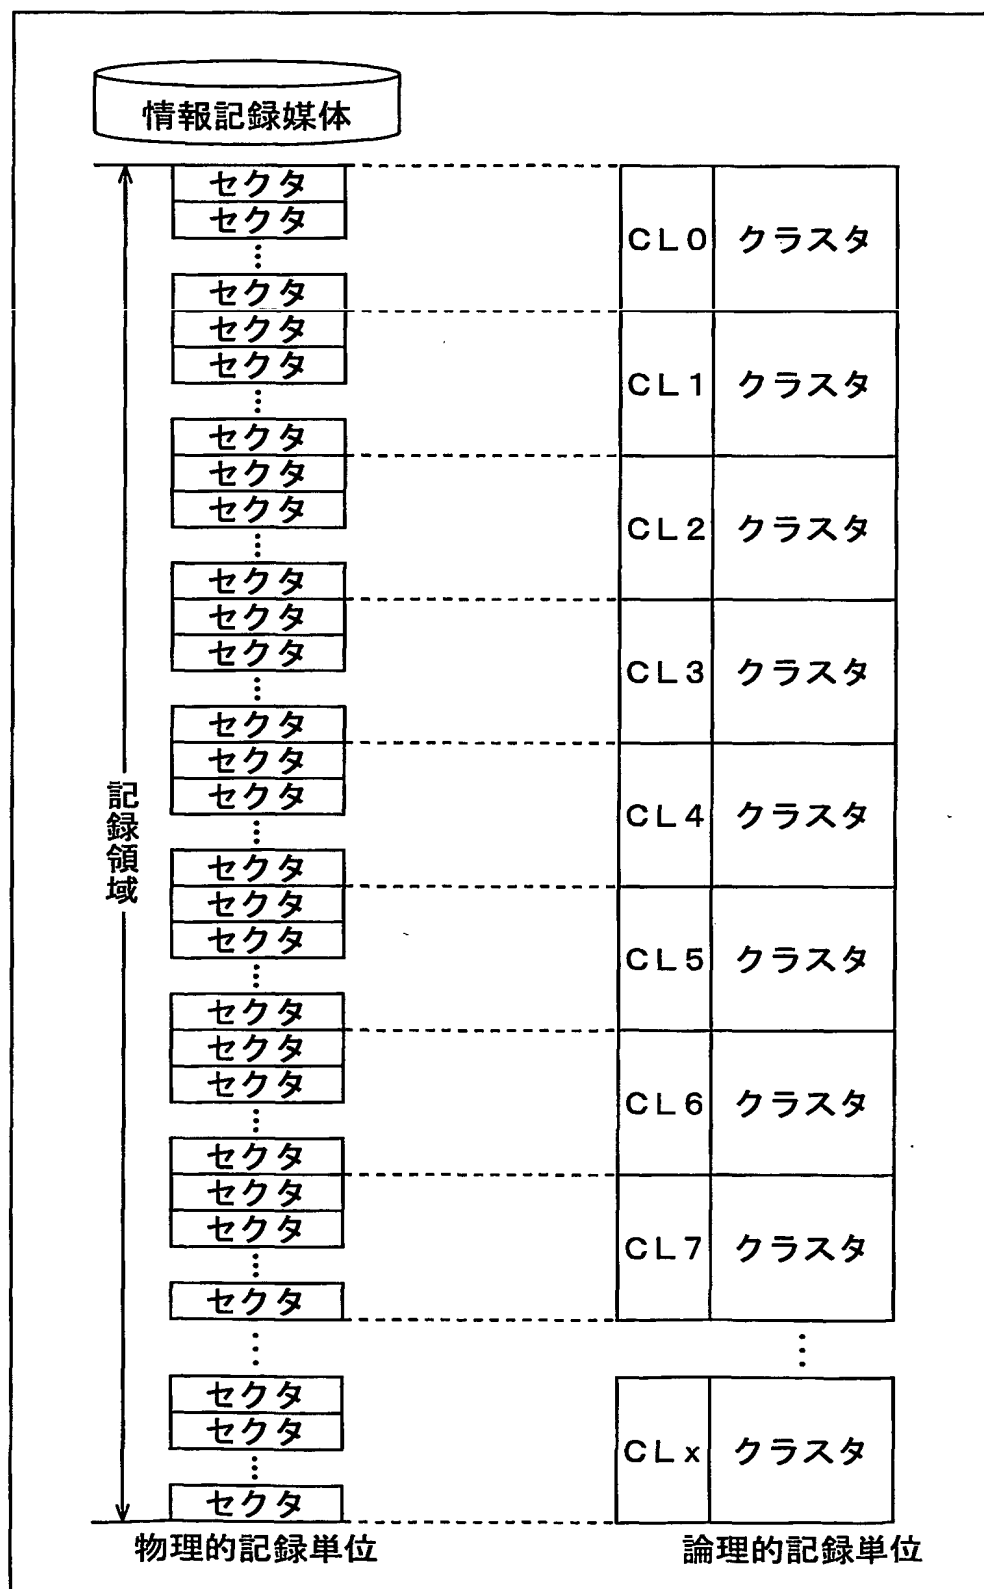 情報記録媒体
セクタ
セクタ
⋮
セクタ
セクタ
セクタ
⋮
セクタ
セクタ
セクタ
⋮
セクタ
セクタ
セクタ
⋮
セクタ
セクタ
セクタ
⋮
セクタ
セクタ
セクタ
⋮
セクタ
セクタ
セクタ
⋮
セクタ
セクタ
セクタ
⋮
セクタ
⋮
セクタ
セクタ
⋮
セクタ
記録領域
物理的記録単位
CL0 クラスタ
CL1 クラスタ
CL2 クラスタ
CL3 クラスタ
CL4 クラスタ
CL5 クラスタ
CL6 クラスタ
CL7 クラスタ
⋮
CLx クラスタ
論理的記録単位